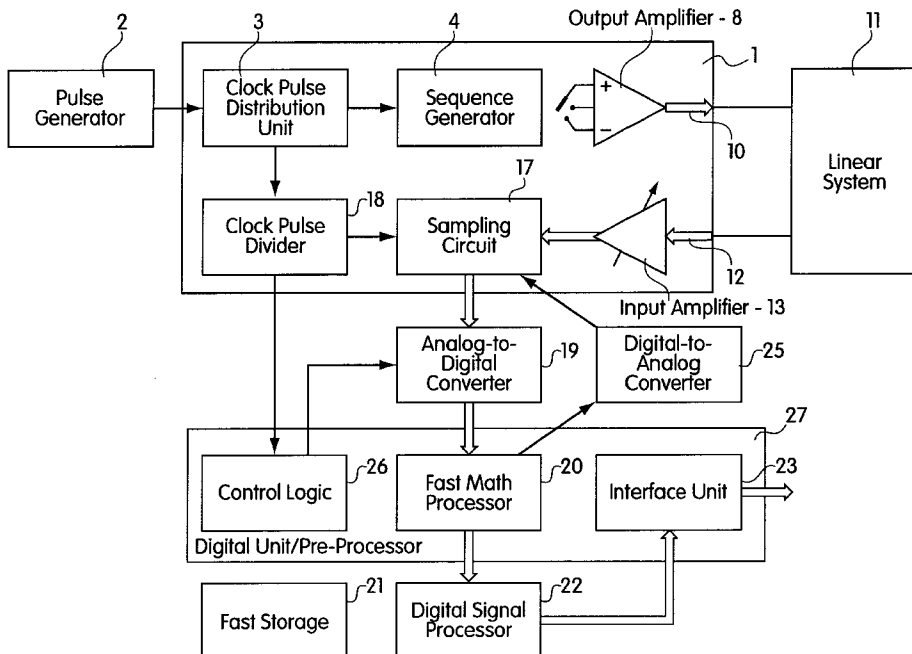 2
3
4
Output Amplifier - 8
1
11
Pulse
Generator
Clock Pulse
Distribution
Unit
Sequence
Generator
+
−
10
Linear
System
17
18
Clock Pulse
Divider
Sampling
Circuit
12
Input Amplifier - 13
Analog-to-
Digital
Converter
19
Digital-to-
Analog
Converter
25
27
26
Control Logic
20
Fast Math
Processor
23
Interface Unit
Digital Unit/Pre-Processor
21
Fast Storage
22
Digital Signal
Processor